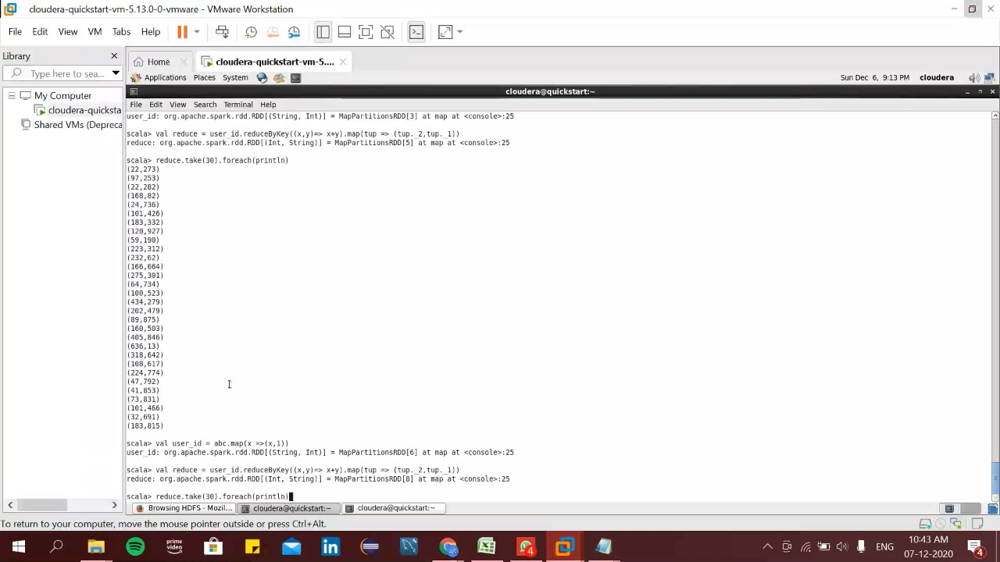 cloudera-quickstart-vm-5.13.0-0-vmware - VMware Workstation
File Edit View VM Tabs Help
Library
Home cloudera-quickstart-vm-5....
Type here to sea...
Applications Places System Sun Dec 6, 9:13 PM cloudera
My Computer
cloudera-quicksta
Shared VMs (Depreca
cloudera@quickstart:~
File Edit View Search Terminal Help
user_id: org.apache.spark.rdd.RDD[(String, Int)] = MapPartitionsRDD[3] at map at <console>:25
scala> val reduce = user_id.reduceByKey((x,y)=> x+y).map(tup => (tup._2,tup._1))
reduce: org.apache.spark.rdd.RDD[(Int, String)] = MapPartitionsRDD[5] at map at <console>:25
scala> reduce.take(30).foreach(println)
(22,273)
(97,253)
(22,282)
(168,82)
(24,736)
(101,426)
(183,332)
(120,927)
(59,190)
(223,312)
(232,62)
(166,664)
(275,301)
(64,734)
(100,523)
(434,279)
(202,479)
(89,875)
(160,503)
(405,846)
(636,13)
(318,642)
(108,617)
(224,774)
(47,792)
(41,853)
(73,831)
(101,466)
(32,691)
(183,815)
scala> val user_id = abc.map(x =>(x,1))
user_id: org.apache.spark.rdd.RDD[(String, Int)] = MapPartitionsRDD[6] at map at <console>:25
scala> val reduce = user_id.reduceByKey((x,y)=> x+y).map(tup => (tup._2,tup._1))
reduce: org.apache.spark.rdd.RDD[(Int, String)] = MapPartitionsRDD[8] at map at <console>:25
scala> reduce.take(30).foreach(println)
Browsing HDFS - Mozil... cloudera@quickstart:~ cloudera@quickstart:~
To return to your computer, move the mouse pointer outside or press Ctrl+Alt.
prime video
in
4
ENG
10:43 AM
07-12-2020
4